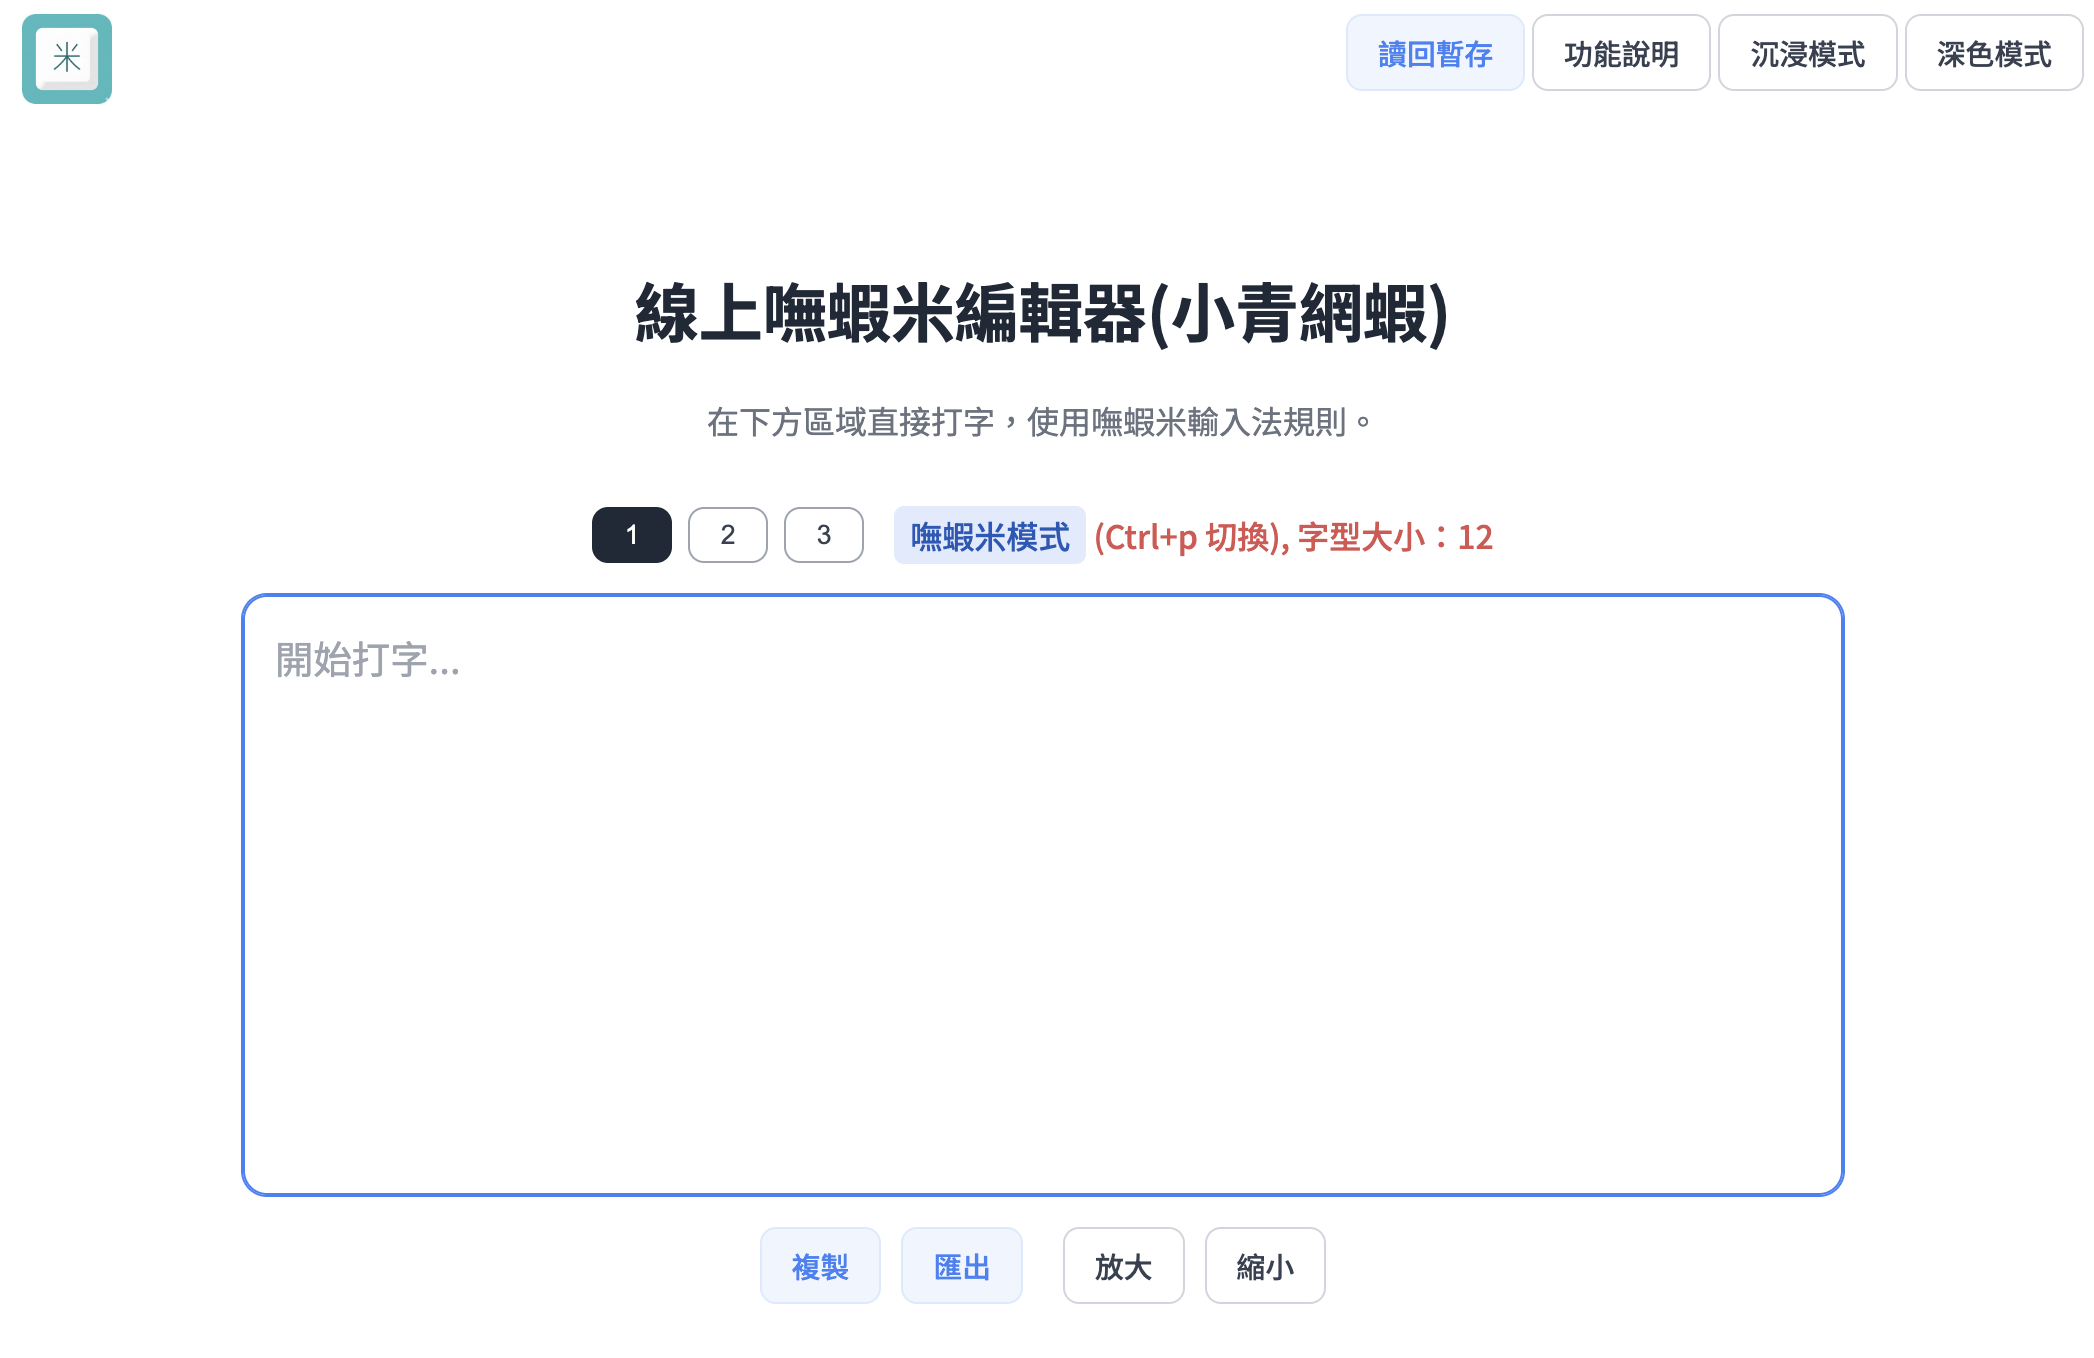 米
讀回暫存 功能說明 沉浸模式 深色模式
線上嘸蝦米編輯器(小青網蝦)
在下方區域直接打字，使用嘸蝦米輸入法規則。
1 2 3 嘸蝦米模式 (Ctrl+p 切換), 字型大小：12
開始打字...
複製 匯出 放大 縮小